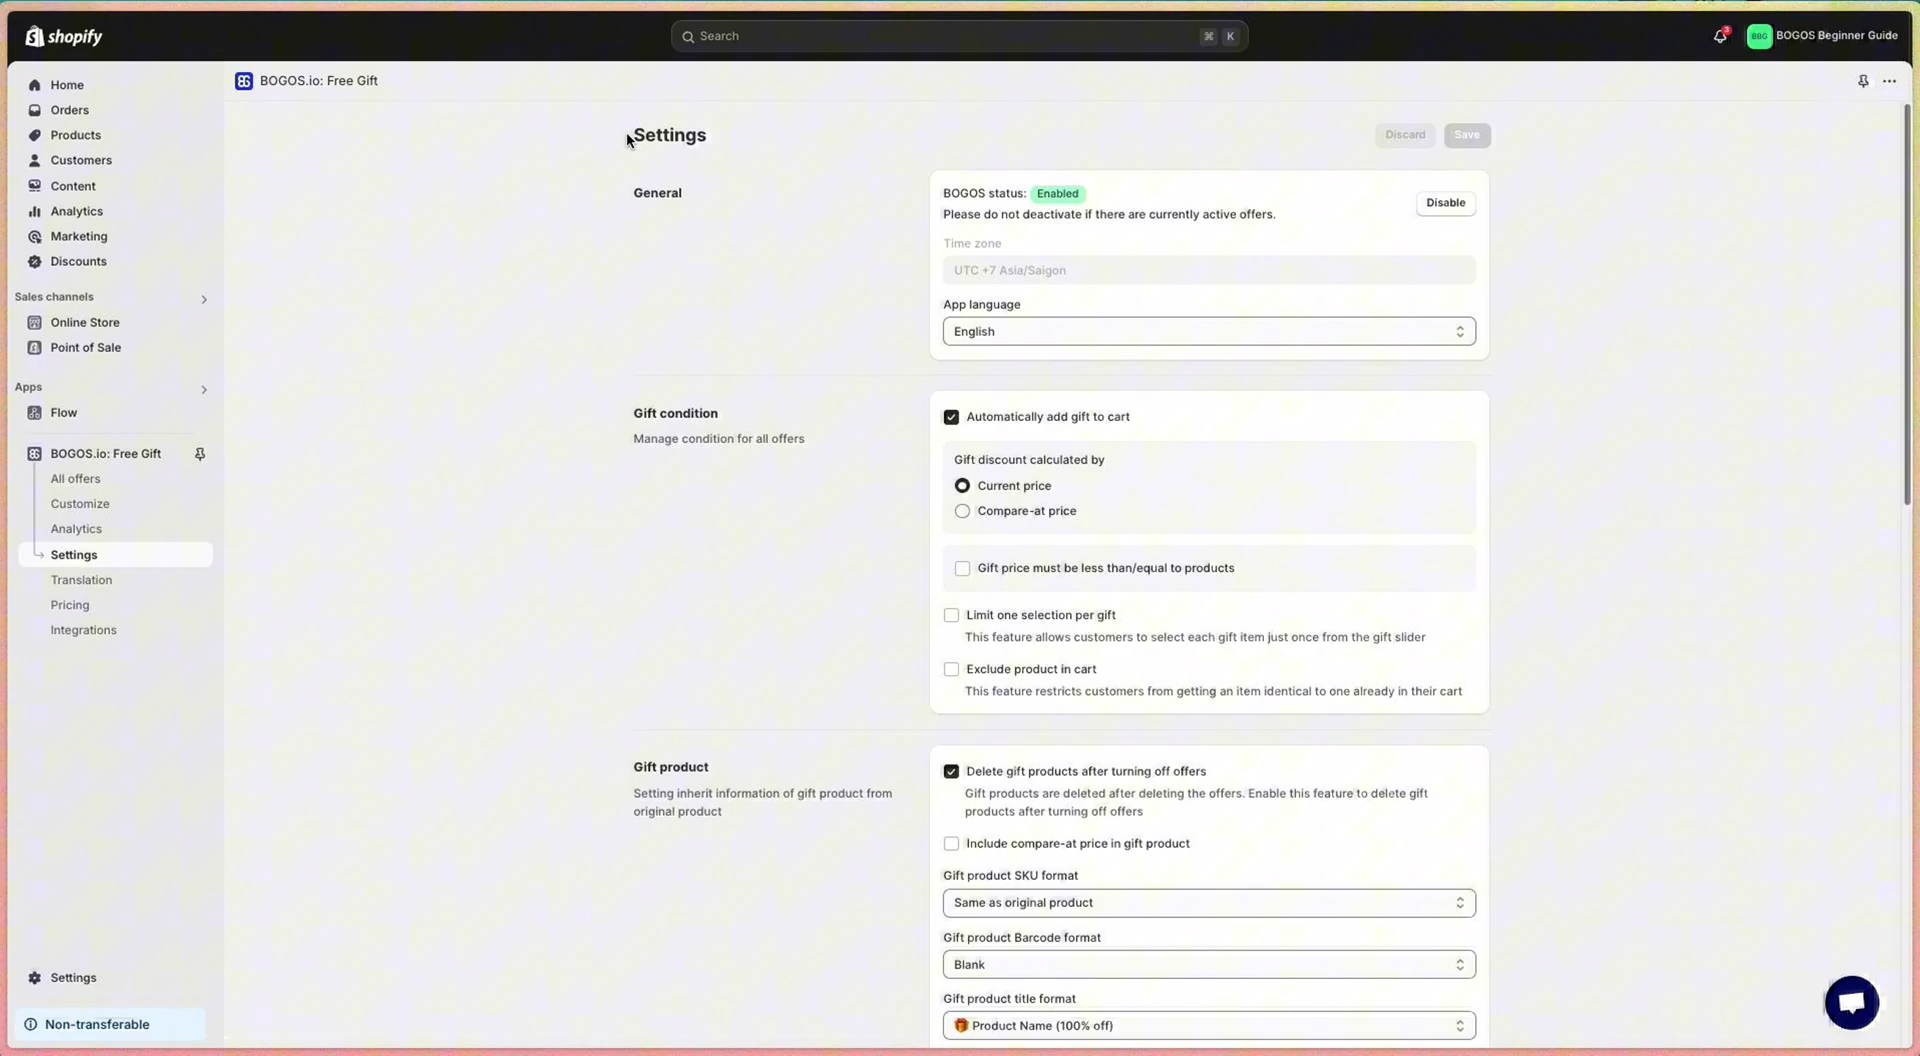 shopify
Search
⌘ K
3
BBG
BOGOS Beginner Guide
Home
Orders
Products
Customers
Content
Analytics
Marketing
Discounts
Sales channels
Online Store
Point of Sale
Apps
Flow
BOGOS.io: Free Gift
All offers
Customize
Analytics
Settings
Translation
Pricing
Integrations
Settings
Non-transferable
BOGOS.io: Free Gift
Settings
Discard
Save
General
BOGOS status: Enabled
Please do not deactivate if there are currently active offers.
Disable
Time zone
UTC +7 Asia/Saigon
App language
English
Gift condition
Manage condition for all offers
Automatically add gift to cart
Gift discount calculated by
Current price
Compare-at price
Gift price must be less than/equal to products
Limit one selection per gift
This feature allows customers to select each gift item just once from the gift slider
Exclude product in cart
This feature restricts customers from getting an item identical to one already in their cart
Gift product
Setting inherit information of gift product from
original product
Delete gift products after turning off offers
Gift products are deleted after deleting the offers. Enable this feature to delete gift
products after turning off offers
Include compare-at price in gift product
Gift product SKU format
Same as original product
Gift product Barcode format
Blank
Gift product title format
🎁 Product Name (100% off)